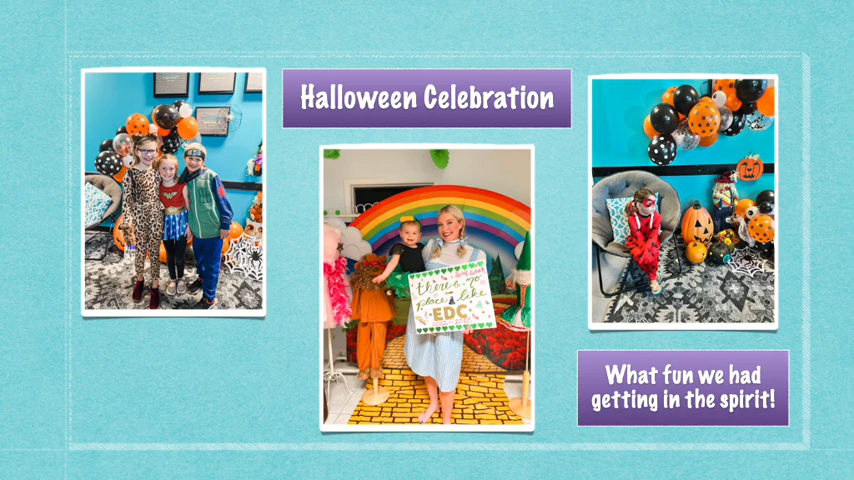 Halloween Celebration
there's no
place like
EDC
What fun we had
getting in the spirit!